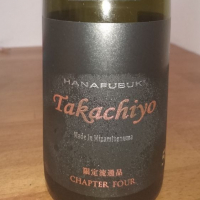 HANAFUBUKI
Takachiyo
Made in Minamiuonuma
限定流通品
CHAPTER FOUR